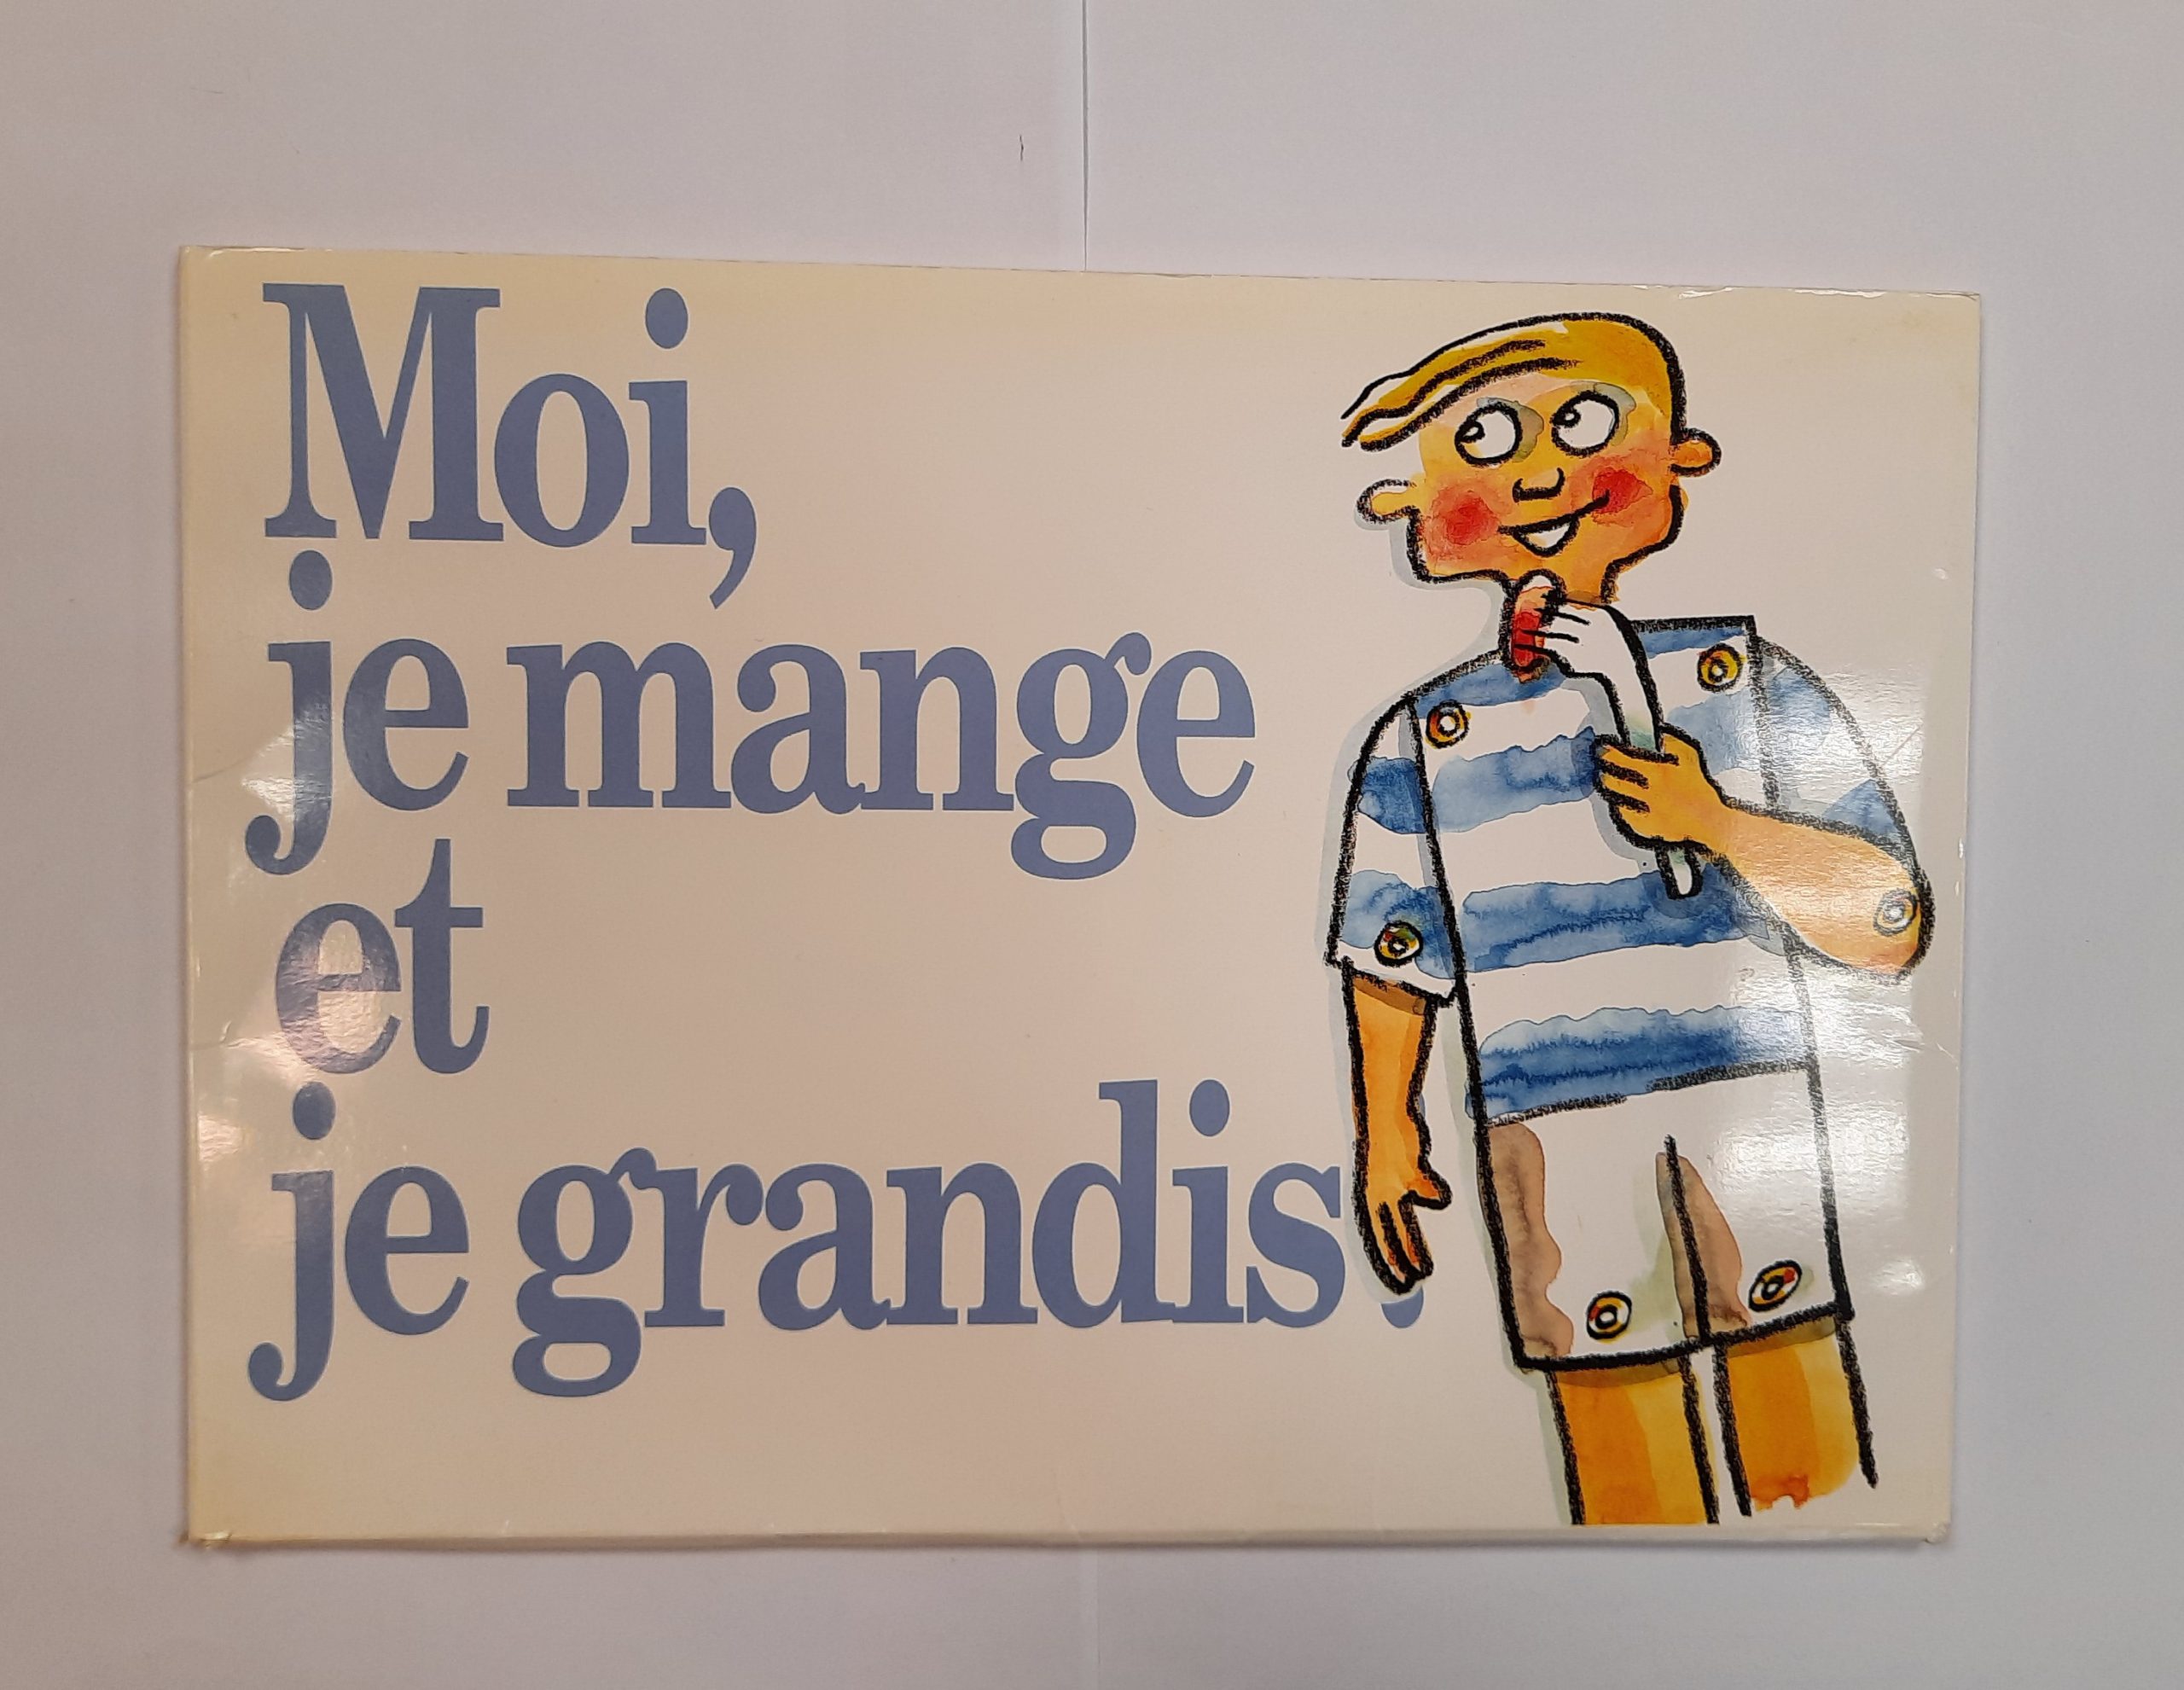 Moi,
je mange
et
je grandis!